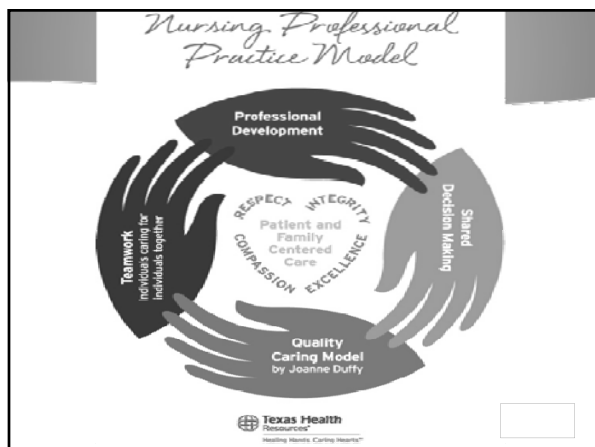 Nursing Professional
Practice Model
Professional
Development
Shared
Decision Making
Quality
Caring Model
by Joanne Duffy
Teamwork
individuals caring for
individuals together
RESPECT
INTEGRITY
COMPASSION
EXCELLENCE
Patient and
Family
Centered
Care
Texas Health
Resources®
Healing Hands. Caring Hearts.™